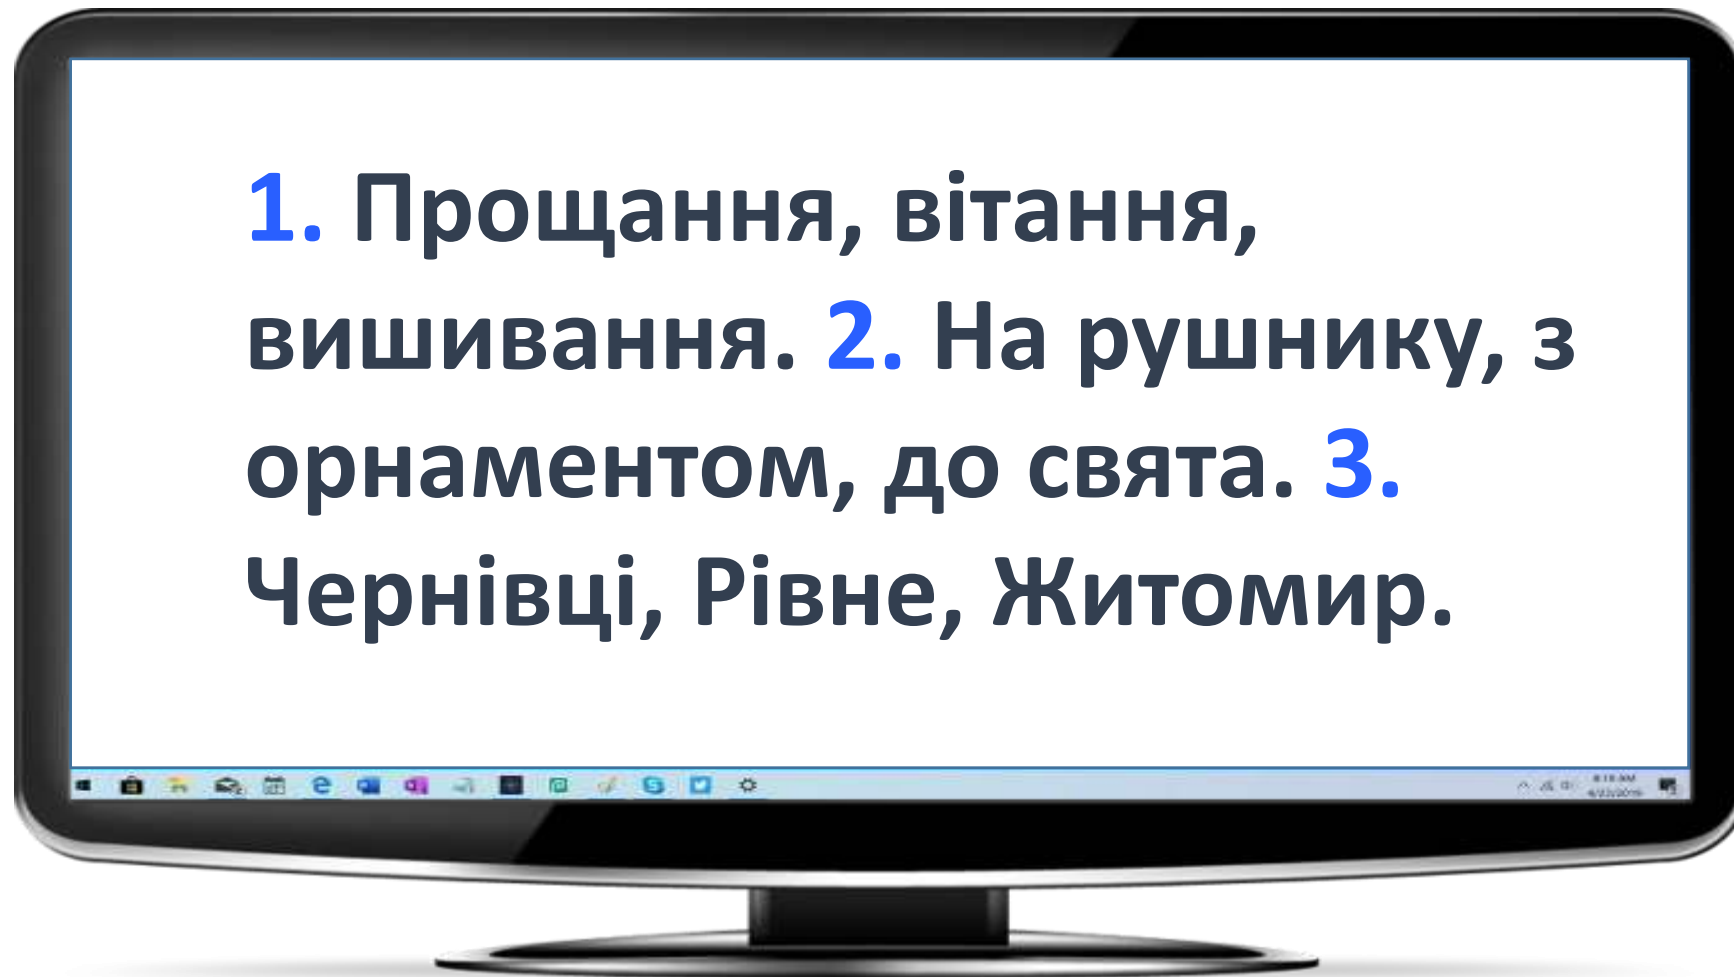 1. Прощання, вітання,
вишивання. 2. На рушнику, з
орнаментом, до свята. 3.
Чернівці, Рівне, Житомир.